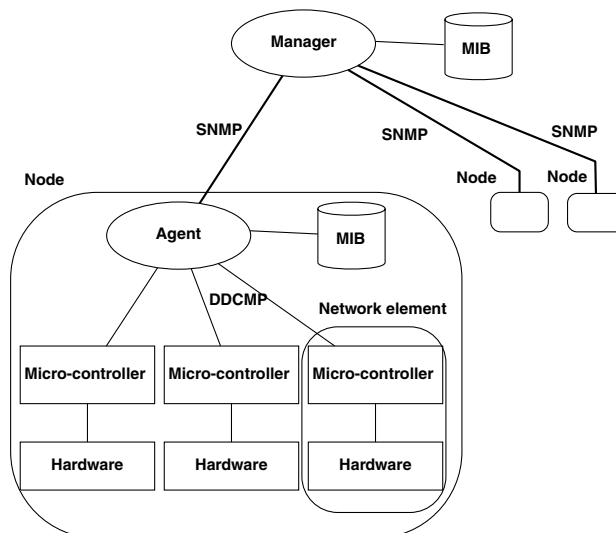 Manager
MIB
SNMP
SNMP
SNMP
Node
Node
Node
Agent
MIB
DDCMP
Network element
Micro-controller
Micro-controller
Micro-controller
Hardware
Hardware
Hardware